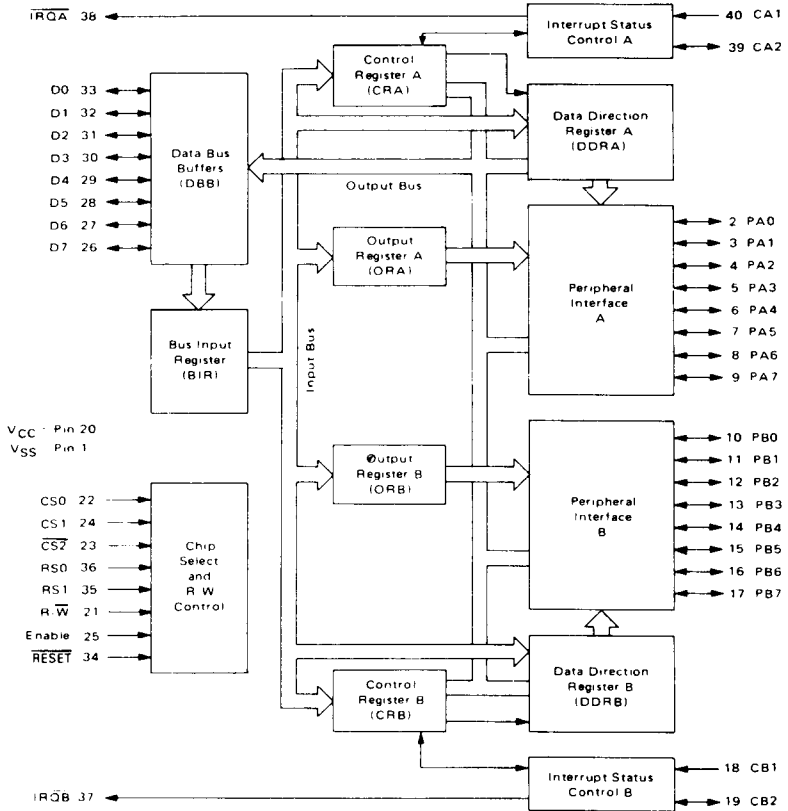 IRQA 38
Interrupt Status
Control A
40 CA1
39 CA2
Control
Register A
(CRA)
D0 33
D1 32
D2 31
D3 30
D4 29
D5 28
D6 27
D7 26
Data Bus
Buffers
(DBB)
Data Direction
Register A
(DDRA)
Output Bus
Output
Register A
(ORA)
Peripheral
Interface
A
2 PA0
3 PA1
4 PA2
5 PA3
6 PA4
7 PA5
8 PA6
9 PA7
Bus Input
Register
(BIR)
Input Bus
VCC - Pin 20
VSS - Pin 1
Output
Register B
(ORB)
Peripheral
Interface
B
10 PB0
11 PB1
12 PB2
13 PB3
14 PB4
15 PB5
16 PB6
17 PB7
CS0 22
CS1 24
CS2 23
RS0 36
RS1 35
R/W 21
Enable 25
RESET 34
Chip
Select
and
R W
Control
Control
Register B
(CRB)
Data Direction
Register B
(DDRB)
IRQB 37
Interrupt Status
Control B
18 CB1
19 CB2